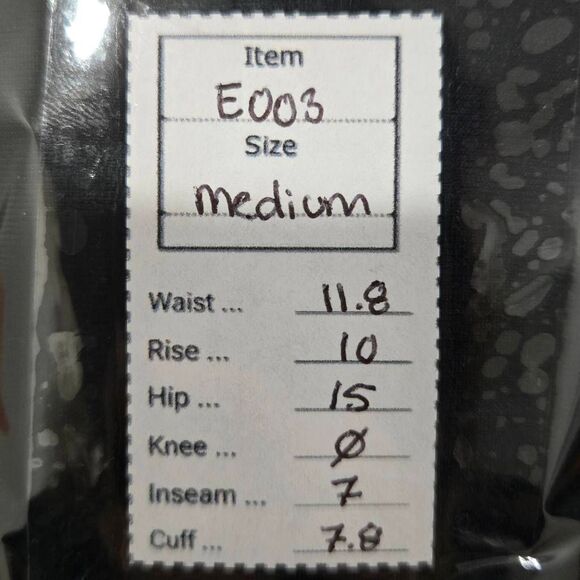 Item
E003
Size
medium
Waist ... 11.8
Rise ... 10
Hip ... 15
Knee ... Ø
Inseam ... 7
Cuff ... 7.8